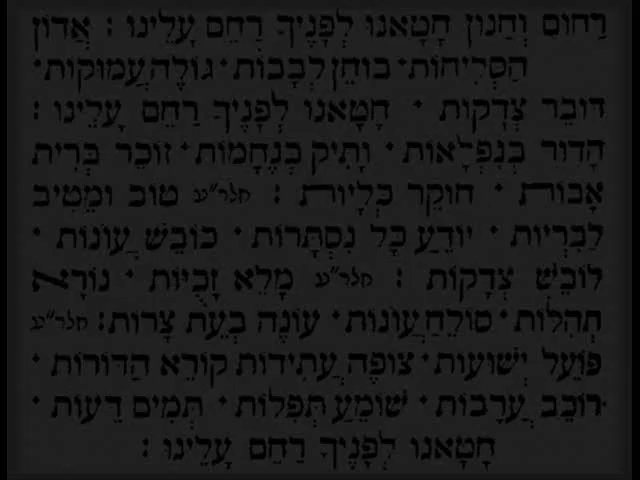 רַחוּם וְחַנּוּן חָטָאנוּ לְפָנֶיךָ רַחֵם עָלֵינוּ : אֲדוֹן
הַסְּלִיחוֹת · בּוֹחֵן לְבָבוֹת · גּוֹלֶה עֲמוּקוֹת ·
דּוֹבֵר צְדָקוֹת · חָטָאנוּ לְפָנֶיךָ רַחֵם עָלֵינוּ :
הָדוּר בְּנִפְלָאוֹת · וָתִיק בְּנֶחָמוֹת · זוֹכֵר בְּרִית
אָבוֹת · חוֹקֵר כְּלָיוֹת : חלר״ע טוֹב וּמֵטִיב
לַבְּרִיּוֹת · יוֹדֵעַ כָּל נִסְתָּרוֹת · כּוֹבֵשׁ עֲוֹנוֹת ·
לוֹבֵשׁ צְדָקוֹת : חלר״ע מָלֵא זָכֻיּוֹת · נוֹרָא
תְהִלּוֹת · סוֹלֵחַ עֲוֹנוֹת · עוֹנֶה בְעֵת צָרוֹת : חלר״ע
פּוֹעֵל יְשׁוּעוֹת · צוֹפֶה עֲתִידוֹת קוֹרֵא הַדּוֹרוֹת ·
רוֹכֵב עֲרָבוֹת · שׁוֹמֵעַ תְּפִלּוֹת · תְּמִים דֵּעוֹת ·
חָטָאנוּ לְפָנֶיךָ רַחֵם עָלֵינוּ :